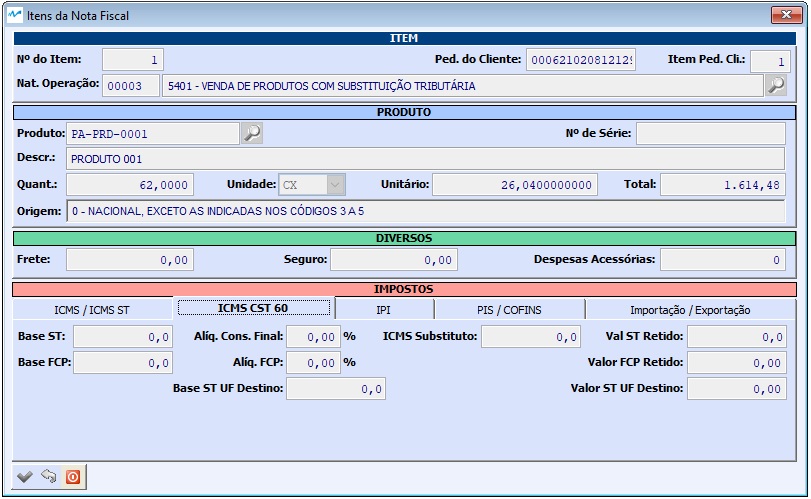 Itens da Nota Fiscal
ITEM
Nº do Item: 1 Ped. do Cliente: 000621020812129 Item Ped. Cli.: 1
Nat. Operação: 00003 5401 - VENDA DE PRODUTOS COM SUBSTITUIÇÃO TRIBUTÁRIA
PRODUTO
Produto: PA-PRD-0001 Nº de Série:
Descr.: PRODUTO 001
Quant.: 62,0000 Unidade: CX Unitário: 26,0400000000 Total: 1.614,48
Origem: 0 - NACIONAL, EXCETO AS INDICADAS NOS CÓDIGOS 3 A 5
DIVERSOS
Frete: 0,00 Seguro: 0,00 Despesas Acessórias: 0
IMPOSTOS
ICMS / ICMS ST ICMS CST 60 IPI PIS / COFINS Importação / Exportação
Base ST: 0,0 Alíq. Cons. Final: 0,00 % ICMS Substituto: 0,0 Val ST Retido: 0,0
Base FCP: 0,0 Alíq. FCP: 0,00 % Valor FCP Retido: 0,00
Base ST UF Destino: 0,0 Valor ST UF Destino: 0,00